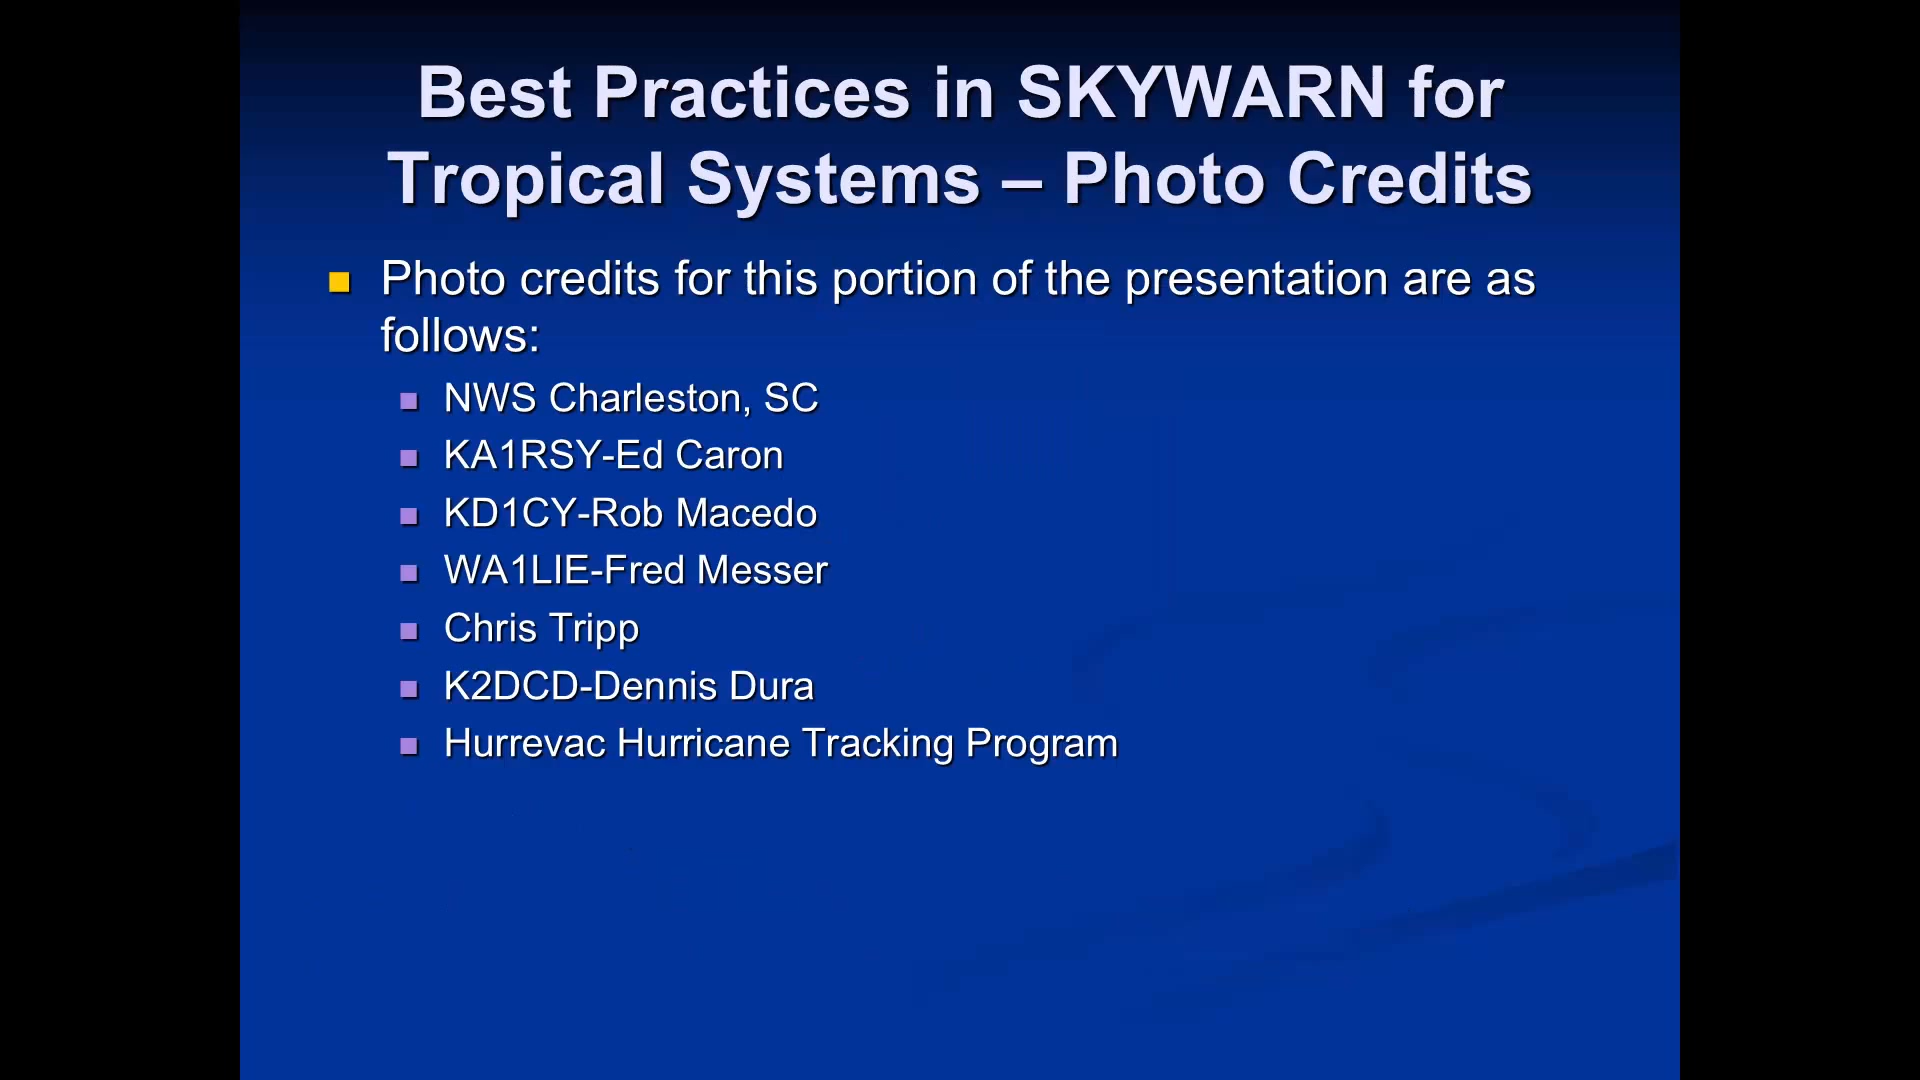 Best Practices in SKYWARN for
Tropical Systems – Photo Credits
Photo credits for this portion of the presentation are as
follows:
NWS Charleston, SC
KA1RSY-Ed Caron
KD1CY-Rob Macedo
WA1LIE-Fred Messer
Chris Tripp
K2DCD-Dennis Dura
Hurrevac Hurricane Tracking Program